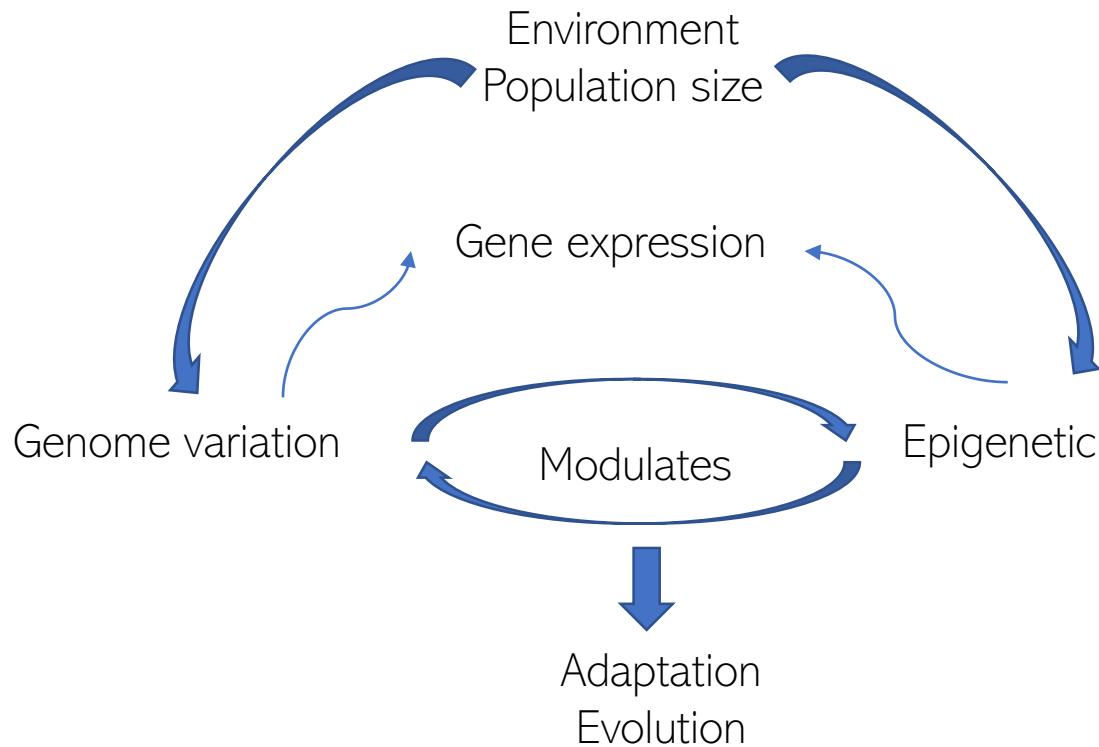 Environment
Population size
Gene expression
Genome variation
Modulates
Epigenetic
Adaptation
Evolution